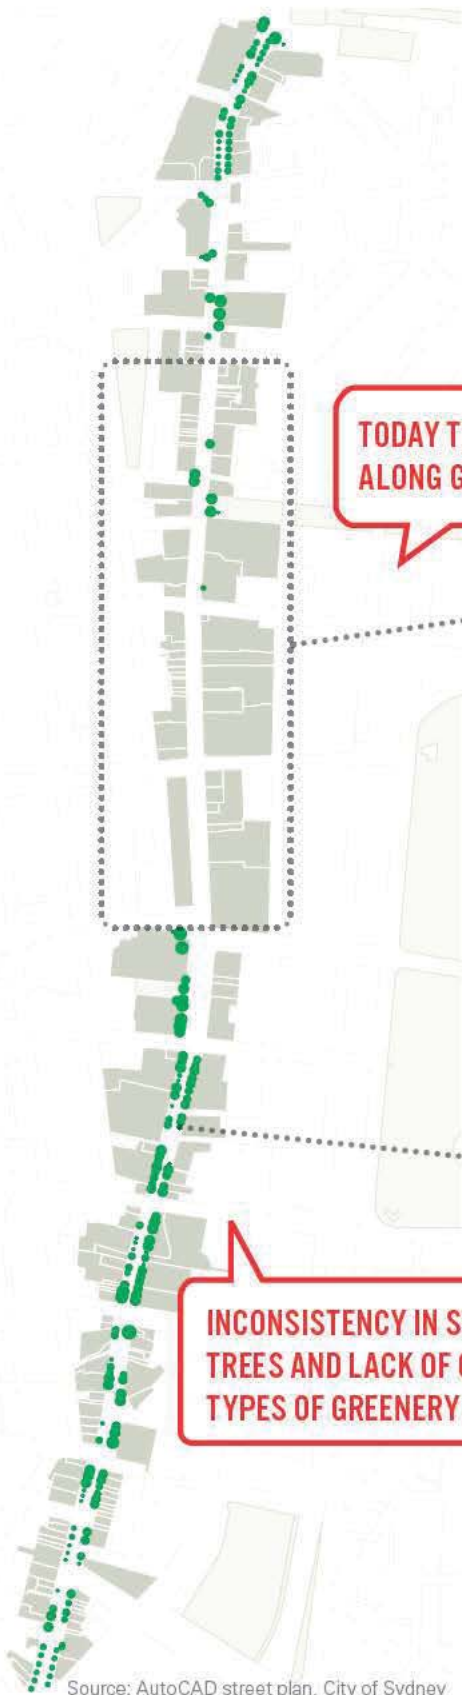 TODAY T
ALONG G
INCONSISTENCY IN S
TREES AND LACK OF
TYPES OF GREENERY
Source: AutoCAD street plan, City of Sydney